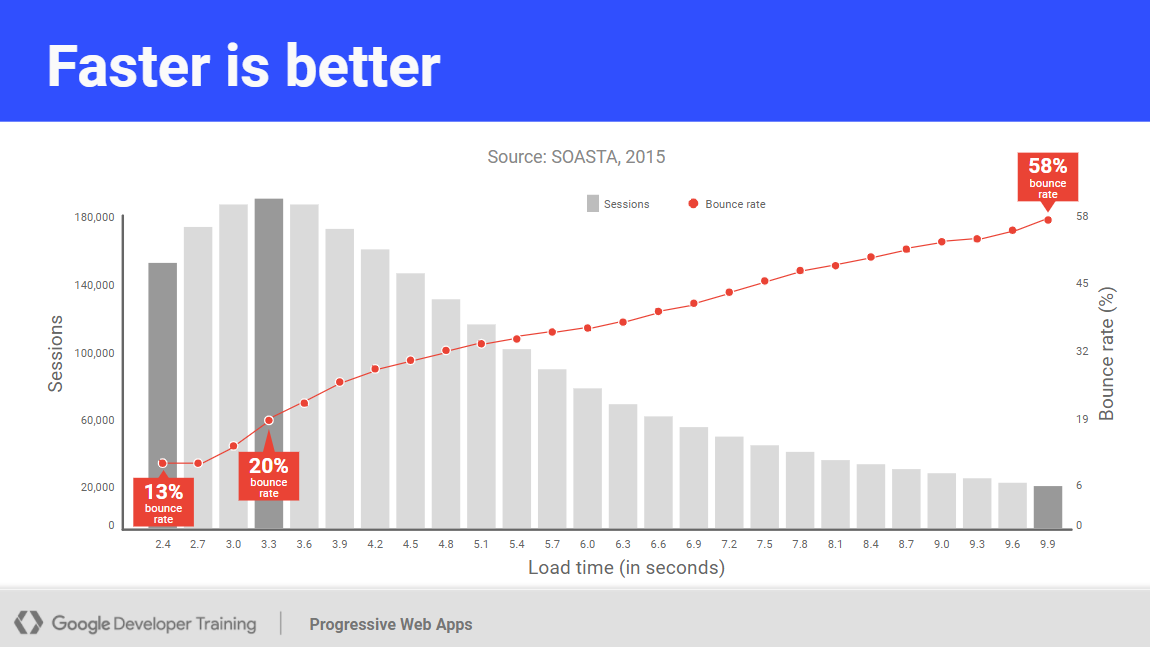 Faster is better
Source: SOASTA, 2015
Sessions
Bounce rate
58%
bounce
rate
180,000
140,000
100,000
60,000
20,000
0
Sessions
58
45
32
19
6
0
Bounce rate (%)
13%
bounce
rate
20%
bounce
rate
2.4 2.7 3.0 3.3 3.6 3.9 4.2 4.5 4.8 5.1 5.4 5.7 6.0 6.3 6.6 6.9 7.2 7.5 7.8 8.1 8.4 8.7 9.0 9.3 9.6 9.9
Load time (in seconds)
Google Developer Training
Progressive Web Apps